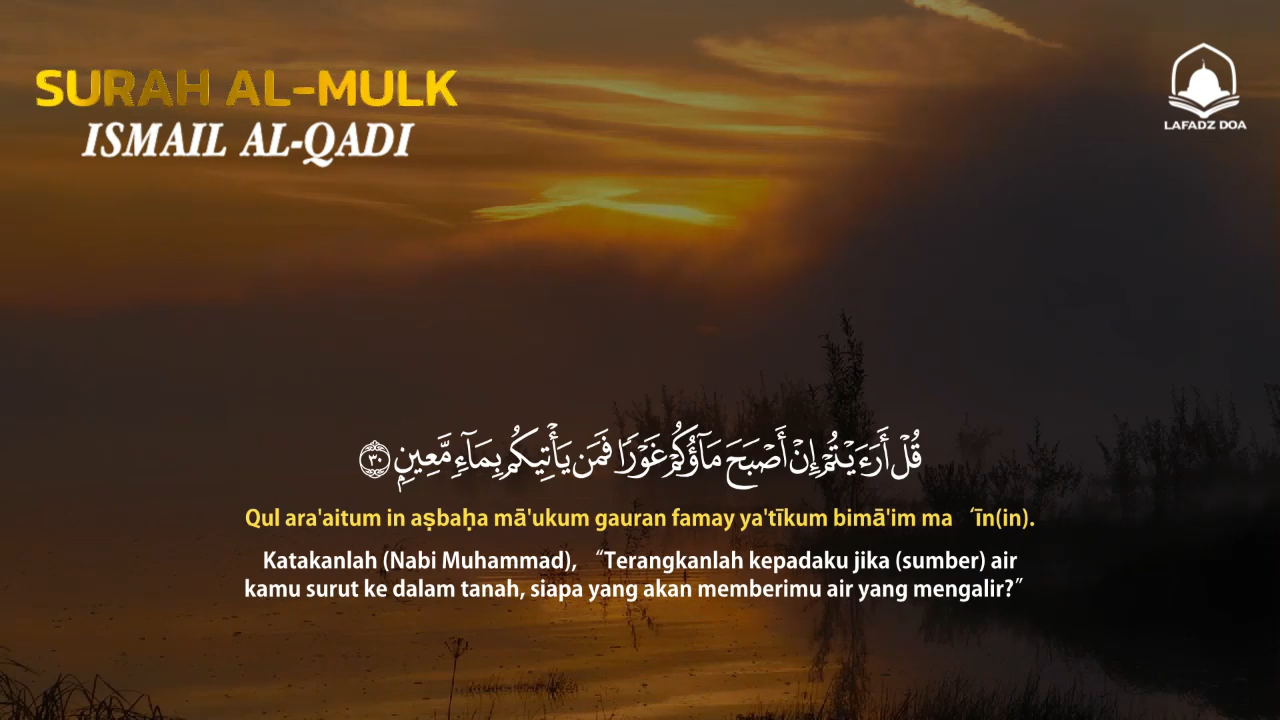 SURAH AL-MULK
ISMAIL AL-QADI
LAFADZ DOA
قُلْ أَرَءَيْتُمْ إِنْ أَصْبَحَ مَآؤُكُمْ غَوْرًا فَمَن يَأْتِيكُم بِمَآءٍ مَّعِينٍۭ ٣٠
Qul ara'aitum in aṣbaḥa mā'ukum gauran famay ya'tīkum bimā'im ma ‘īn(in).
Katakanlah (Nabi Muhammad), “Terangkanlah kepadaku jika (sumber) air
kamu surut ke dalam tanah, siapa yang akan memberimu air yang mengalir?”